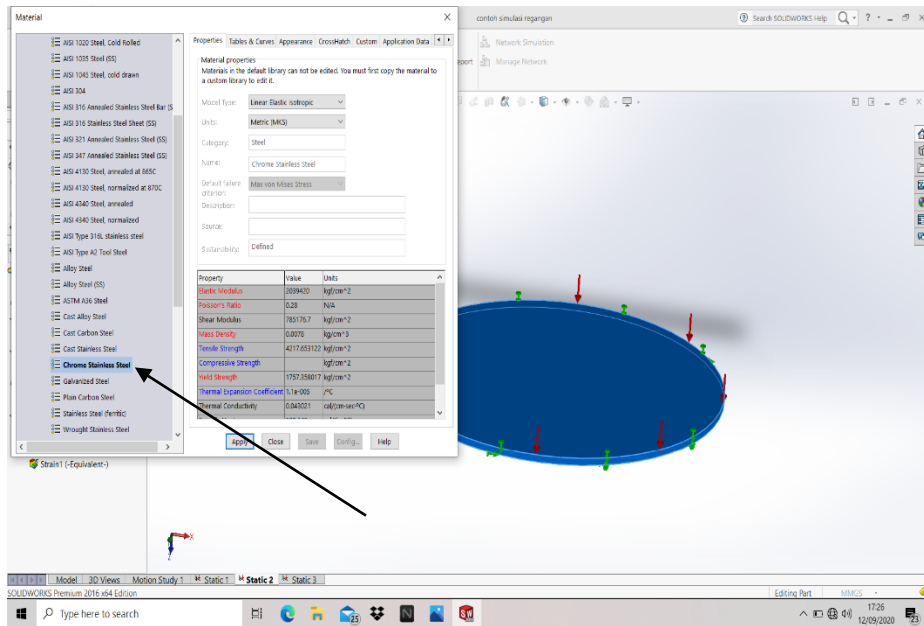 Material
contoh simulasi regangan
Search SOLIDWORKS Help
Network Simulation
Manage Network
AISI 1020 Steel, Cold Rolled
AISI 1035 Steel (SS)
AISI 1045 Steel, cold drawn
AISI 304
AISI 316 Annealed Stainless Steel Bar (S
AISI 316 Stainless Steel Sheet (SS)
AISI 321 Annealed Stainless Steel (SS)
AISI 347 Annealed Stainless Steel (SS)
AISI 4130 Steel, annealed at 865C
AISI 4130 Steel, normalized at 870C
AISI 4340 Steel, annealed
AISI 4340 Steel, normalized
AISI Type 316L stainless steel
AISI Type A2 Tool Steel
Alloy Steel
Alloy Steel (SS)
ASTM A36 Steel
Cast Alloy Steel
Cast Carbon Steel
Cast Stainless Steel
Chrome Stainless Steel
Galvanized Steel
Plain Carbon Steel
Stainless Steel (ferritic)
Wrought Stainless Steel
Properties Tables & Curves Appearance CrossHatch Custom Application Data
Material properties
Materials in the default library can not be edited. You must first copy the material to
a custom library to edit it.
Model Type: Linear Elastic Isotropic
Units: Metric (MKS)
Category: Steel
Name: Chrome Stainless Steel
Default failure criterion: Max von Mises Stress
Description:
Source:
Sustainability: Defined
Property Value Units
Elastic Modulus 2039420 kgf/cm^2
Poisson's Ratio 0.28 N/A
Shear Modulus 785176.7 kgf/cm^2
Mass Density 0.0078 kg/cm^3
Tensile Strength 4217.653122 kgf/cm^2
Compressive Strength kgf/cm^2
Yield Strength 1757.358017 kgf/cm^2
Thermal Expansion Coefficient 1.1e-005 /°C
Thermal Conductivity 0.043021 cal/(cm·sec·°C)
Apply Close Save Config... Help
Strain1 (-Equivalent-)
Model 3D Views Motion Study 1 Static 1 Static 2 Static 3
SOLIDWORKS Premium 2016 x64 Edition
Editing Part MMGS
Type here to search
25
17:26
12/09/2020
23